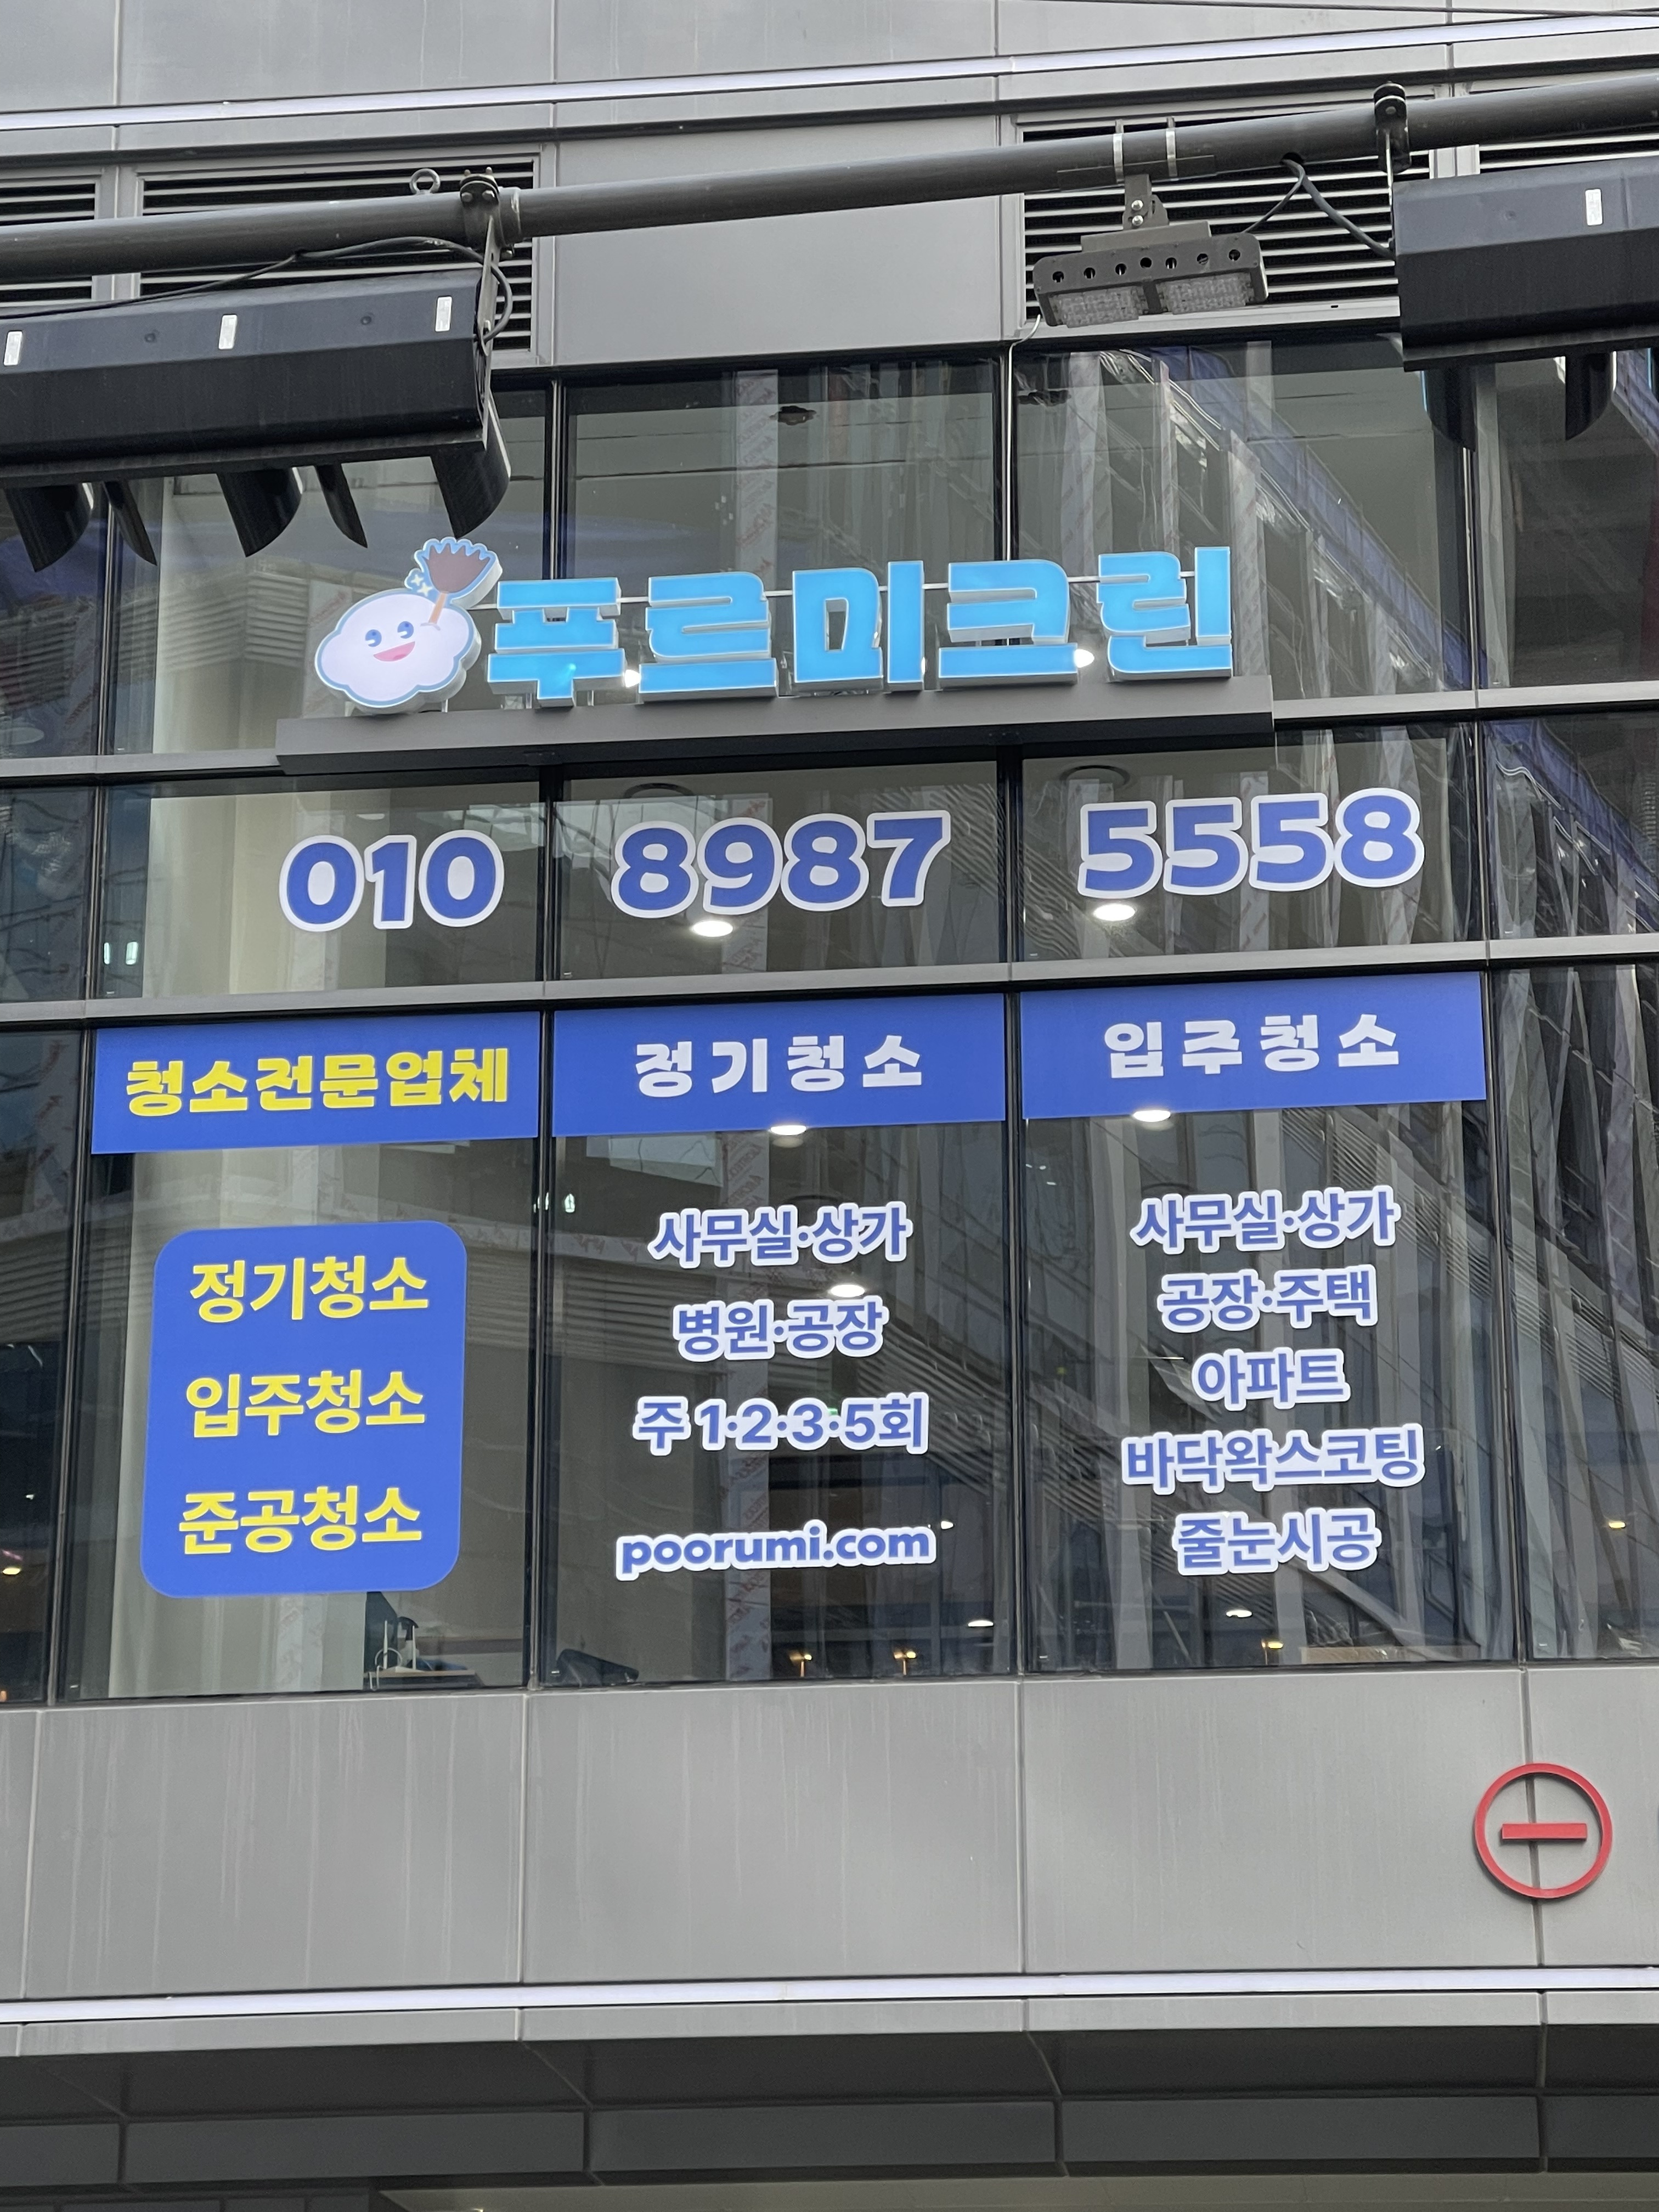 푸르미크린
010 8987 5558
청소전문업체
정기청소
입주청소
준공청소
정기청소
사무실·상가
병원·공장
주 1·2·3·5회
poorumi.com
입주청소
사무실·상가
공장·주택
아파트
바닥왁스코팅
줄눈시공